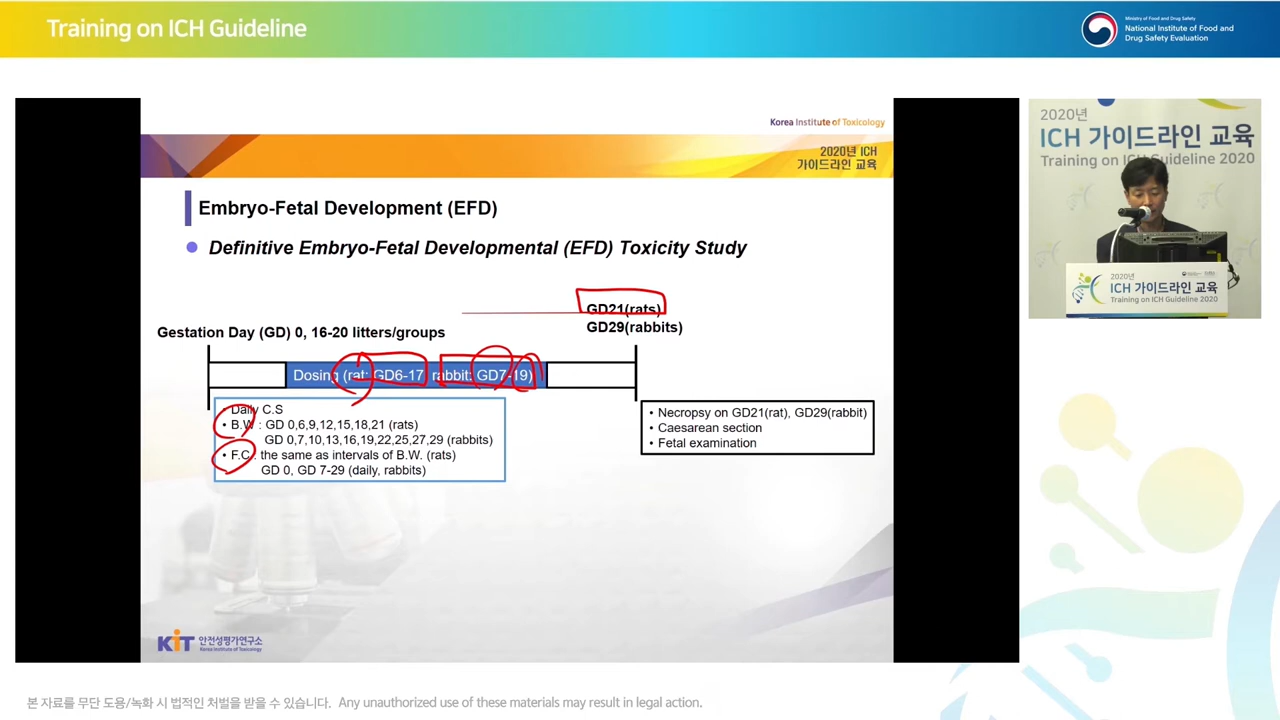 Training on ICH Guideline
Ministry of Food and Drug Safety
National Institute of Food and
Drug Safety Evaluation
Korea Institute of Toxicology
2020년 ICH
가이드라인 교육
Embryo-Fetal Development (EFD)
Definitive Embryo-Fetal Developmental (EFD) Toxicity Study
GD21(rats)
GD29(rabbits)
Gestation Day (GD) 0, 16-20 litters/groups
Dosing (rat: GD6-17, rabbit: GD7-19)
• Daily C.S
• B.W : GD 0,6,9,12,15,18,21 (rats)
GD 0,7,10,13,16,19,22,25,27,29 (rabbits)
• F.C : the same as intervals of B.W. (rats)
GD 0, GD 7-29 (daily, rabbits)
• Necropsy on GD21(rat), GD29(rabbit)
• Caesarean section
• Fetal examination
KIT 안전성평가연구소
Korea Institute of Toxicology
2020년
ICH 가이드라인 교육
Training on ICH Guideline 2020
2020년
ICH 가이드라인 교육
Training on ICH Guideline 2020
본 자료를 무단 도용/녹화 시 법적인 처벌을 받을 수 있습니다. Any unauthorized use of these materials may result in legal action.